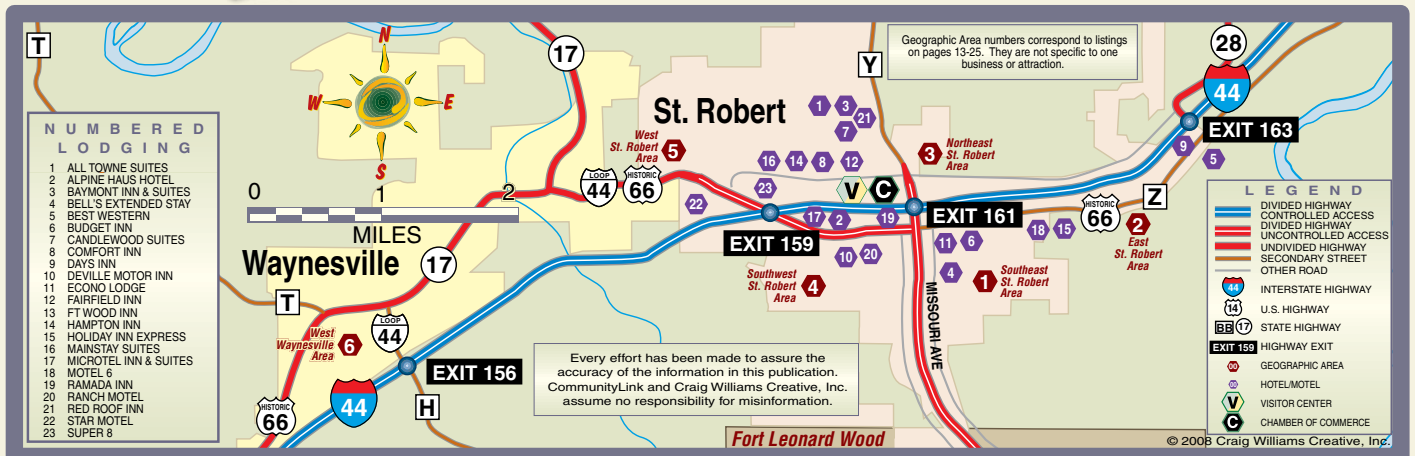 T
17
Y
28
44
Geographic Area numbers correspond to listings
on pages 13-25. They are not specific to one
business or attraction.
N
W
E
S
NUMBERED
LODGING
1 ALL TOWNE SUITES
2 ALPINE HAUS HOTEL
3 BAYMONT INN & SUITES
4 BELL'S EXTENDED STAY
5 BEST WESTERN
6 BUDGET INN
7 CANDLEWOOD SUITES
8 COMFORT INN
9 DAYS INN
10 DEVILLE MOTOR INN
11 ECONO LODGE
12 FAIRFIELD INN
13 FT WOOD INN
14 HAMPTON INN
15 HOLIDAY INN EXPRESS
16 MAINSTAY SUITES
17 MICROTEL INN & SUITES
18 MOTEL 6
19 RAMADA INN
20 RANCH MOTEL
21 RED ROOF INN
22 STAR MOTEL
23 SUPER 8
0
1
2
MILES
Waynesville
17
T
LOOP
44
West
Waynesville
Area
6
HISTORIC
66
44
EXIT 156
H
LOOP
44
HISTORIC
66
St. Robert
West
St. Robert
Area
5
1
3
21
7
16
14
8
12
23
22
V
C
3
Northeast
St. Robert
Area
17
2
19
EXIT 159
EXIT 161
10
20
11
6
4
18
15
Southwest
St. Robert
Area
4
1
Southeast
St. Robert
Area
MISSOURI AVE
HISTORIC
66
Z
2
East
St. Robert
Area
EXIT 163
9
5
Every effort has been made to assure the
accuracy of the information in this publication.
CommunityLink and Craig Williams Creative, Inc.
assume no responsibility for misinformation.
Fort Leonard Wood
LEGEND
DIVIDED HIGHWAY
CONTROLLED ACCESS
DIVIDED HIGHWAY
UNCONTROLLED ACCESS
UNDIVIDED HIGHWAY
SECONDARY STREET
OTHER ROAD
44 INTERSTATE HIGHWAY
14 U.S. HIGHWAY
BB 17 STATE HIGHWAY
EXIT 159 HIGHWAY EXIT
00 GEOGRAPHIC AREA
00 HOTEL/MOTEL
V VISITOR CENTER
C CHAMBER OF COMMERCE
© 2008 Craig Williams Creative, Inc.